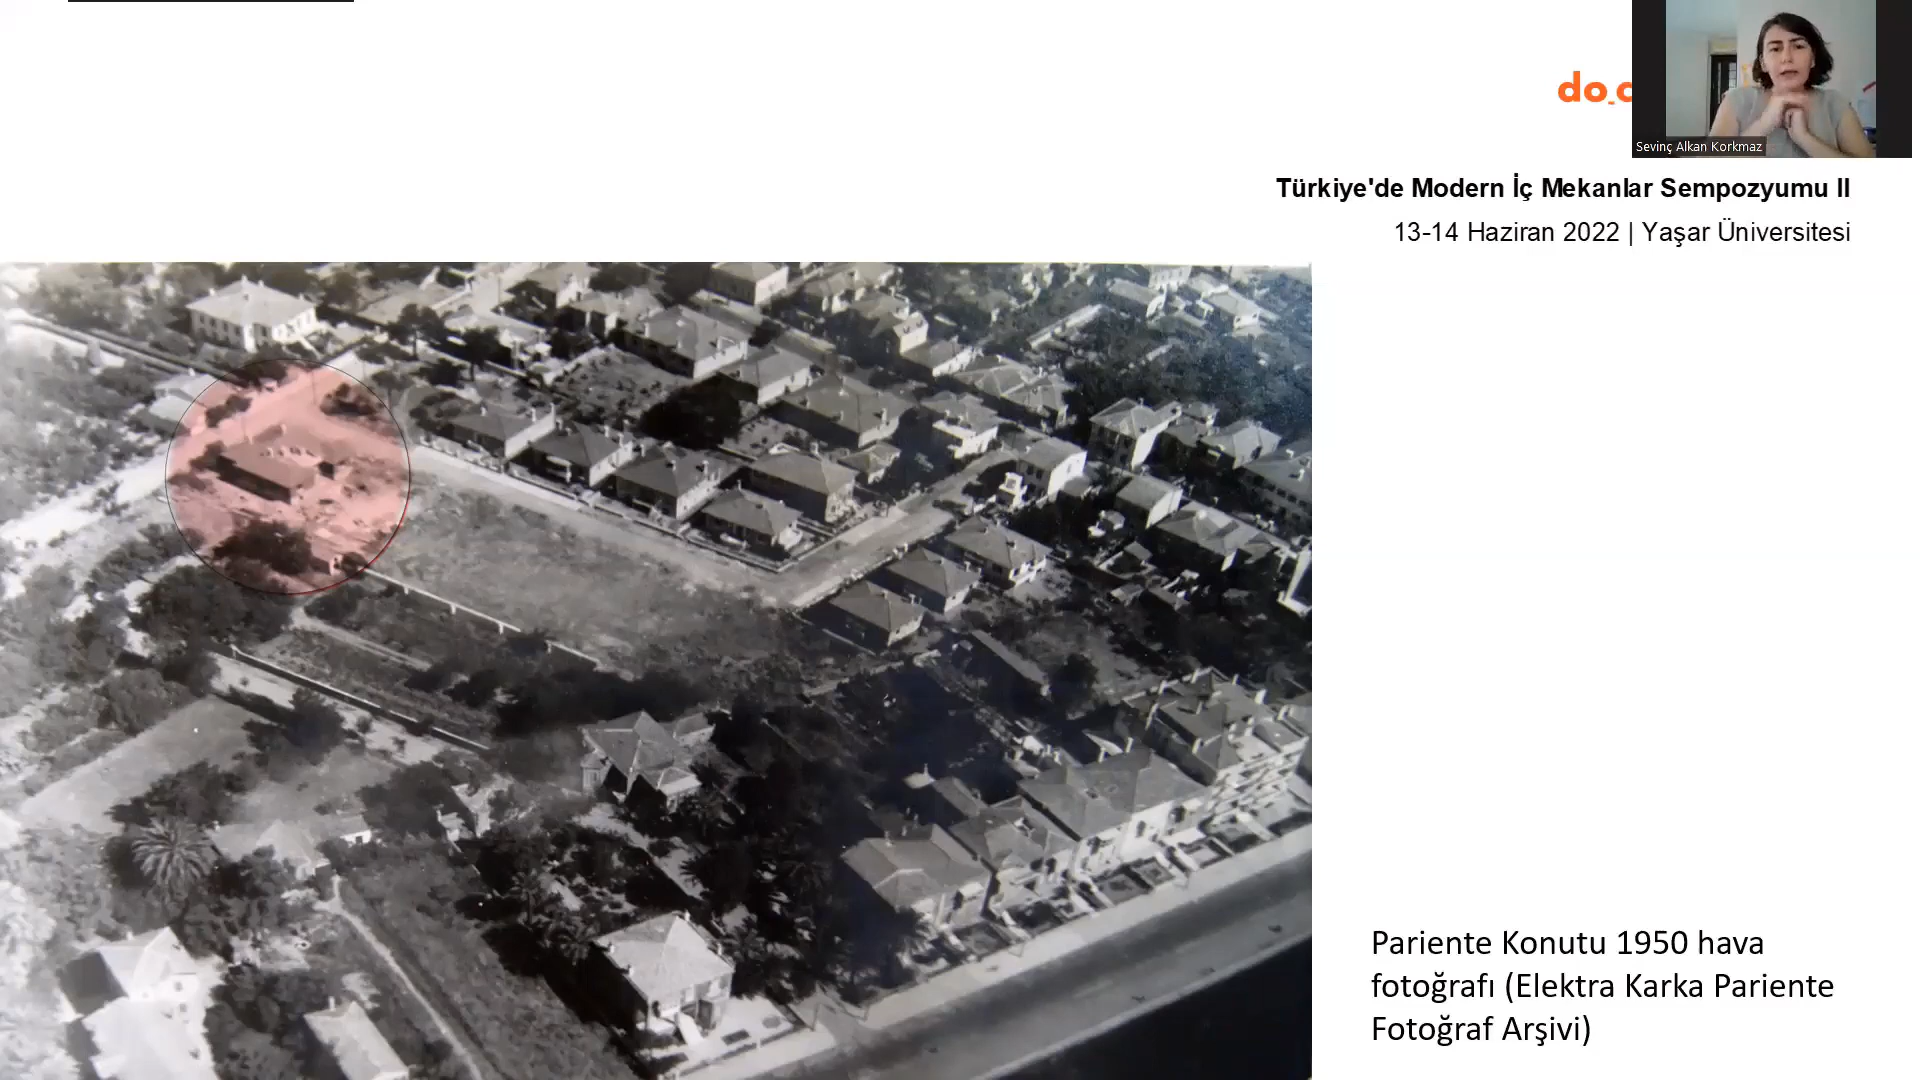 do_c
Sevinç Alkan Korkmaz
Türkiye'de Modern İç Mekanlar Sempozyumu II
13-14 Haziran 2022 | Yaşar Üniversitesi
Pariente Konutu 1950 hava
fotoğrafı (Elektra Karka Pariente
Fotoğraf Arşivi)